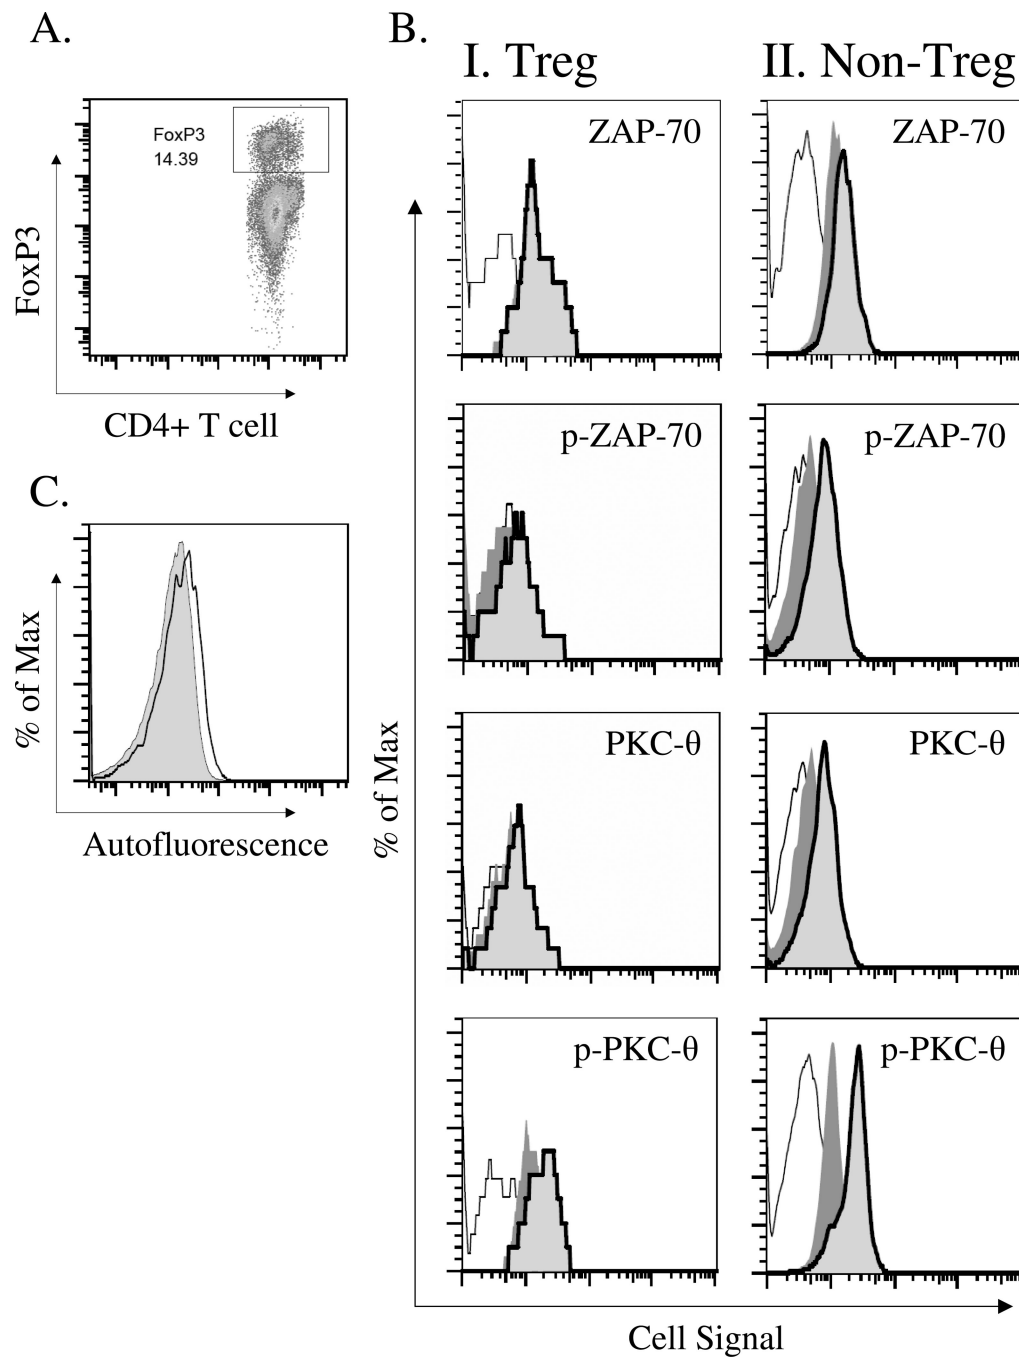 A.
FoxP3
14.39
FoxP3
CD4+ T cell
B.
I. Treg
II. Non-Treg
ZAP-70
ZAP-70
p-ZAP-70
p-ZAP-70
PKC-θ
PKC-θ
p-PKC-θ
p-PKC-θ
% of Max
Cell Signal
C.
% of Max
Autofluorescence